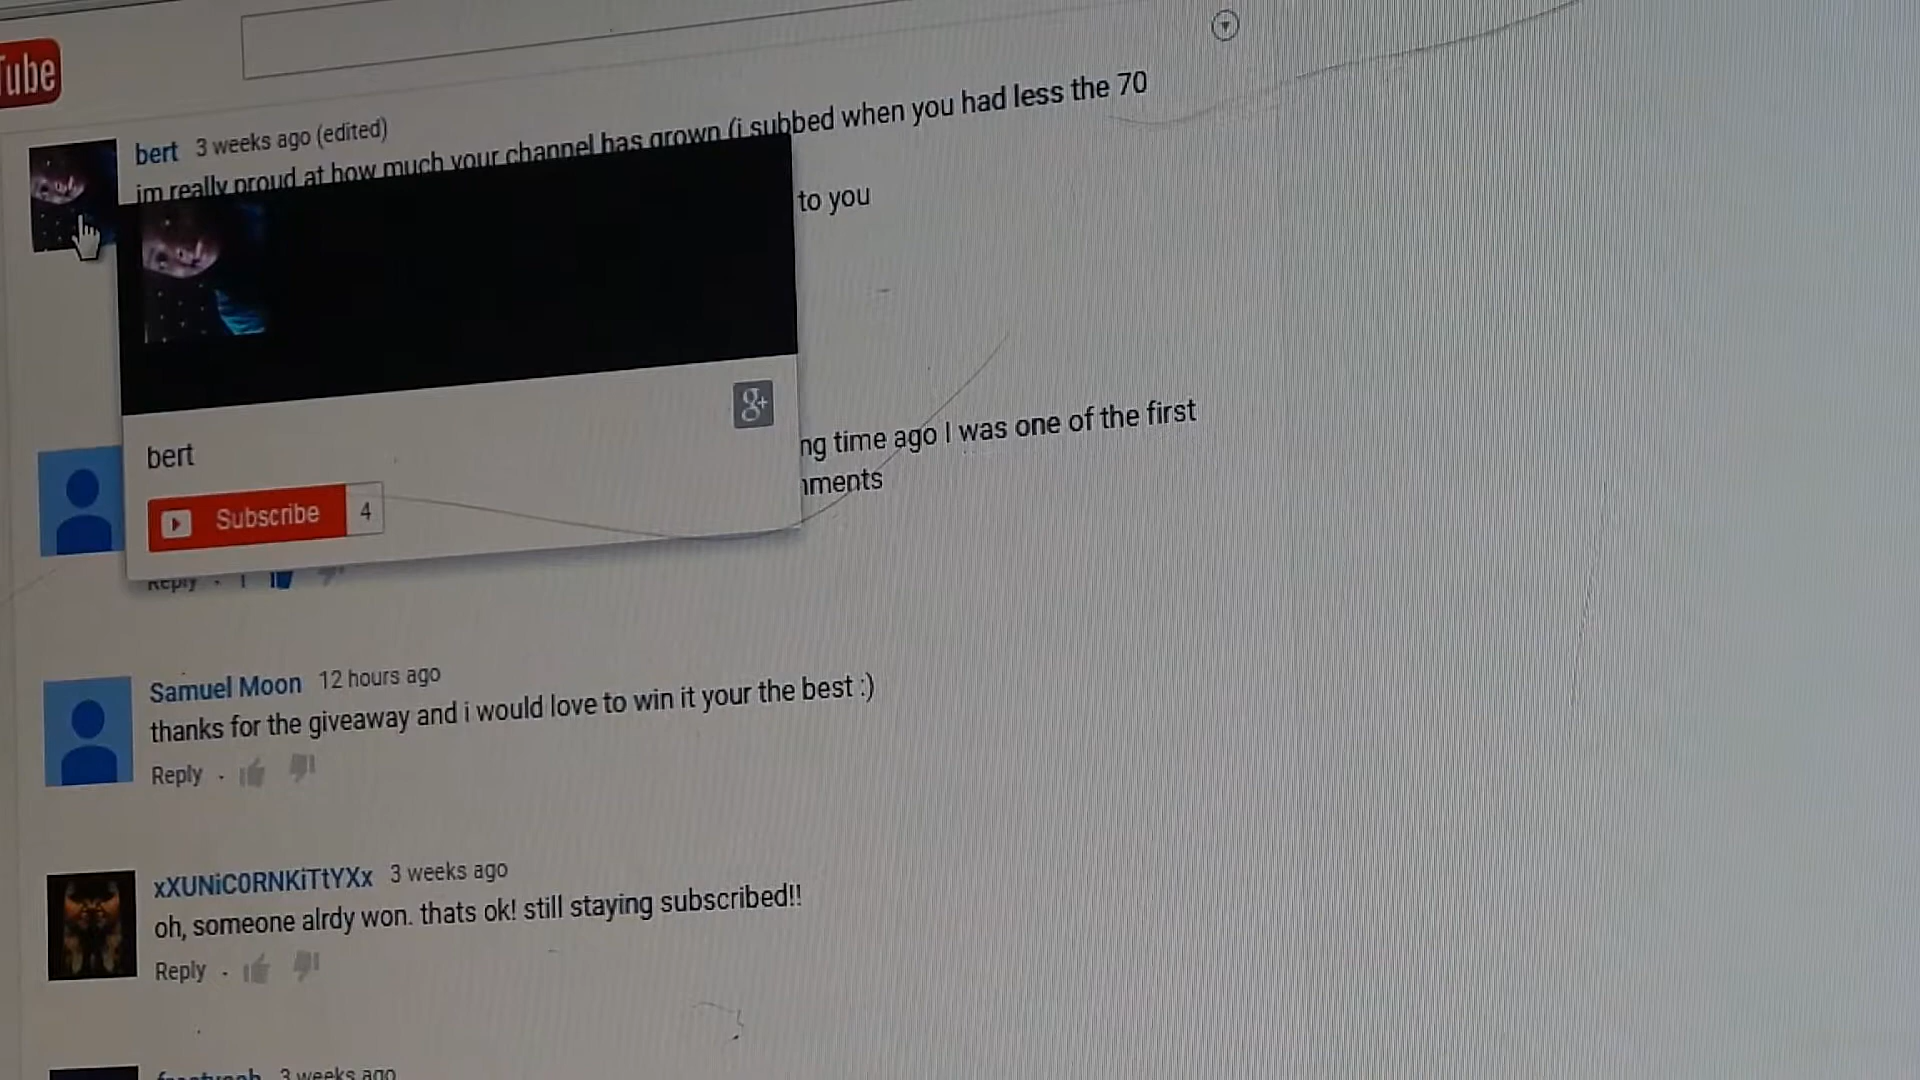 Tube
bert 3 weeks ago (edited)
im really proud at how much your channel has grown (i subbed when you had less the 70
to you
g+
bert
time ago I was one of the first
Subscribe 4
Reply · 1
Samuel Moon 12 hours ago
thanks for the giveaway and i would love to win it your the best :)
Reply ·
xXUNiC0RNKiTtYXx 3 weeks ago
oh, someone alrdy won. thats ok! still staying subscribed!!
Reply ·
3 weeks ago